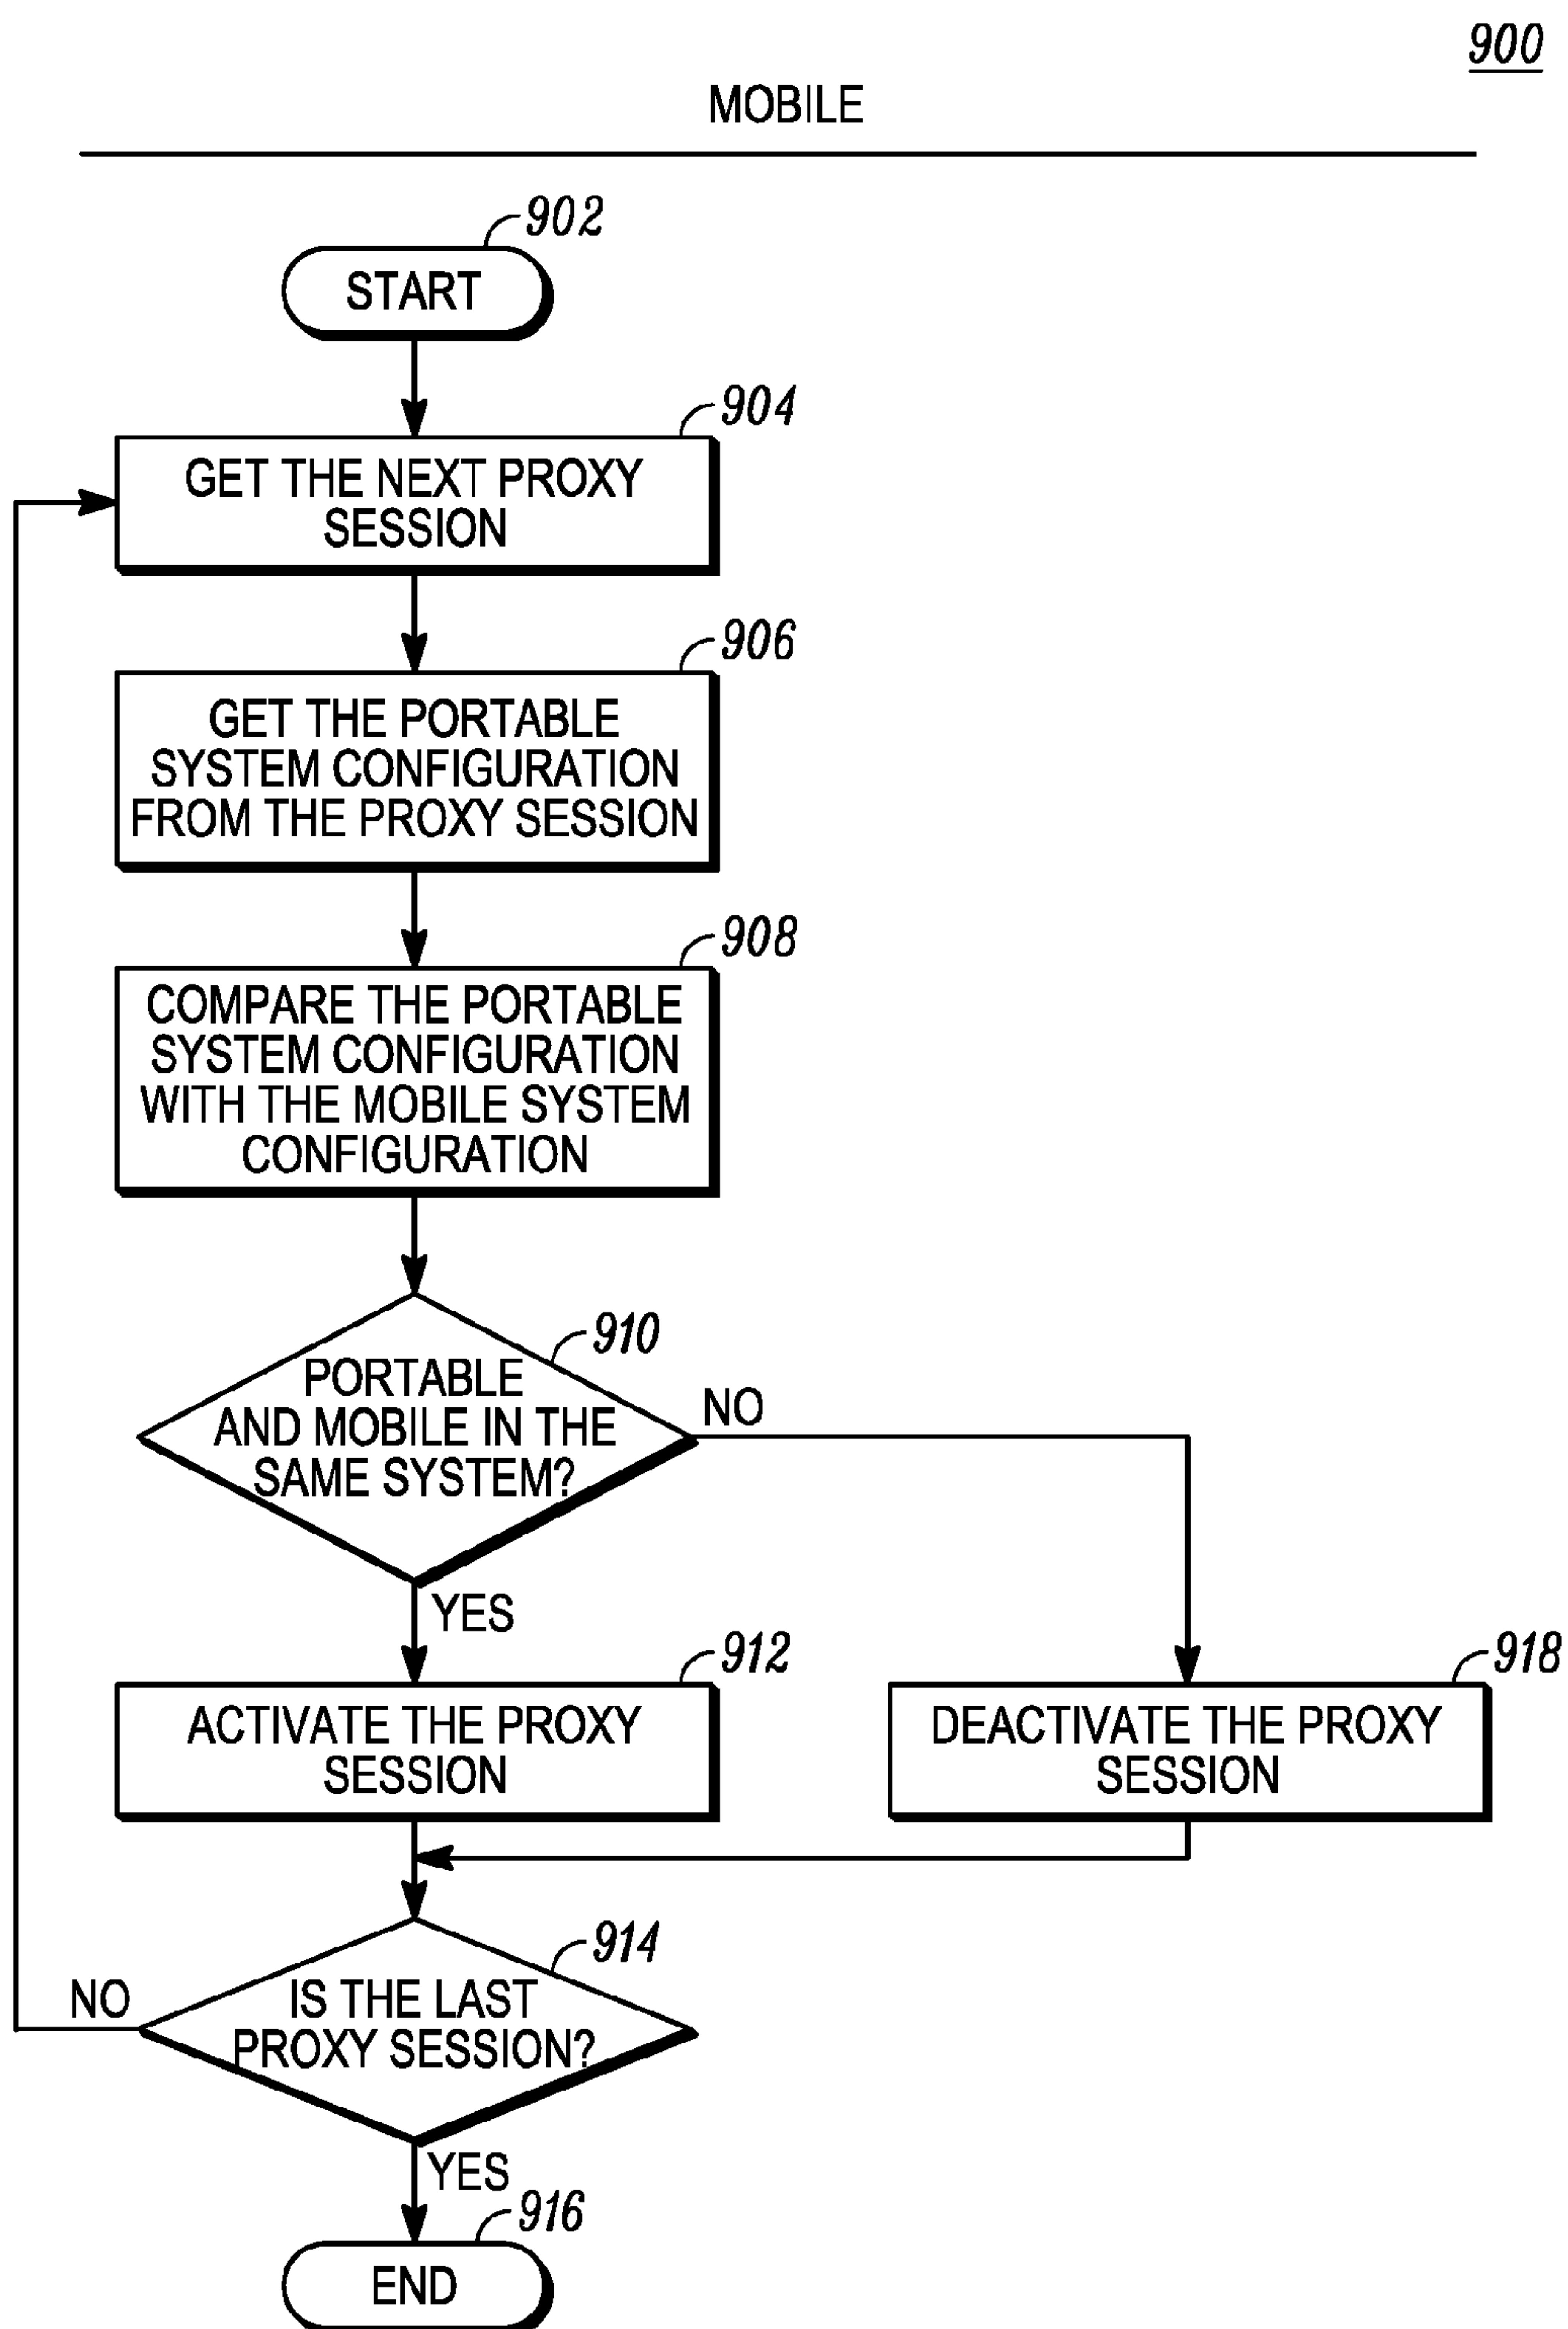 900
MOBILE
902
START
904
GET THE NEXT PROXY
SESSION
906
GET THE PORTABLE
SYSTEM CONFIGURATION
FROM THE PROXY SESSION
908
COMPARE THE PORTABLE
SYSTEM CONFIGURATION
WITH THE MOBILE SYSTEM
CONFIGURATION
910
PORTABLE
AND MOBILE IN THE
SAME SYSTEM?
NO
YES
912
ACTIVATE THE PROXY
SESSION
918
DEACTIVATE THE PROXY
SESSION
914
IS THE LAST
PROXY SESSION?
NO
YES
916
END